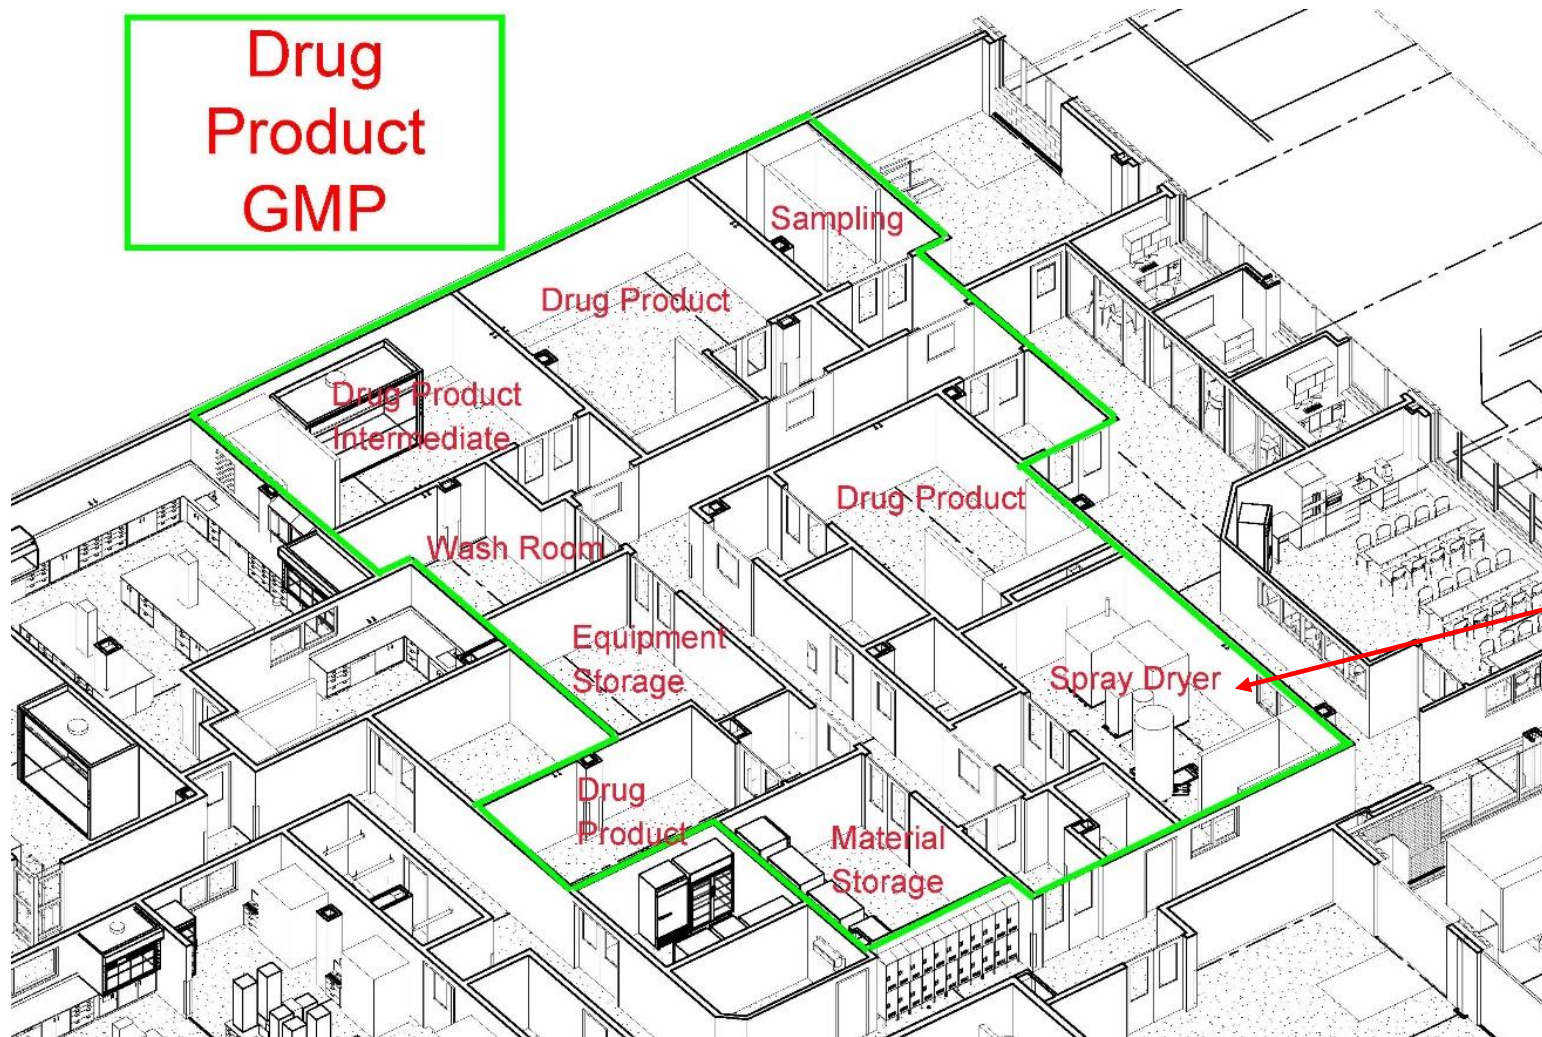 Drug
Product
GMP
Sampling
Drug Product
Drug Product
Intermediate
Drug Product
Wash Room
Equipment
Storage
Spray Dryer
Drug
Product
Material
Storage